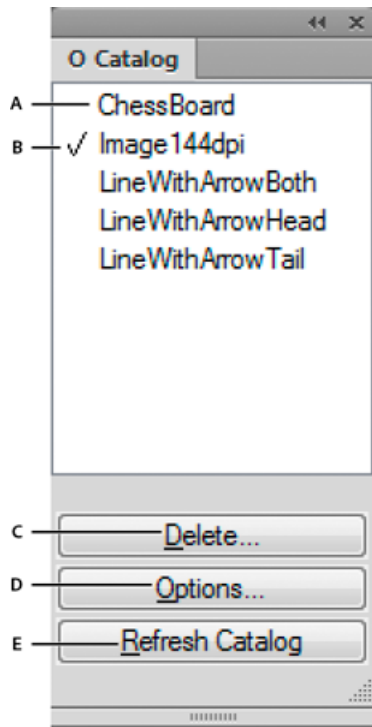 O Catalog
A ChessBoard
B ✓ Image144dpi
LineWithArrowBoth
LineWithArrowHead
LineWithArrowTail
C Delete...
D Options...
E Refresh Catalog